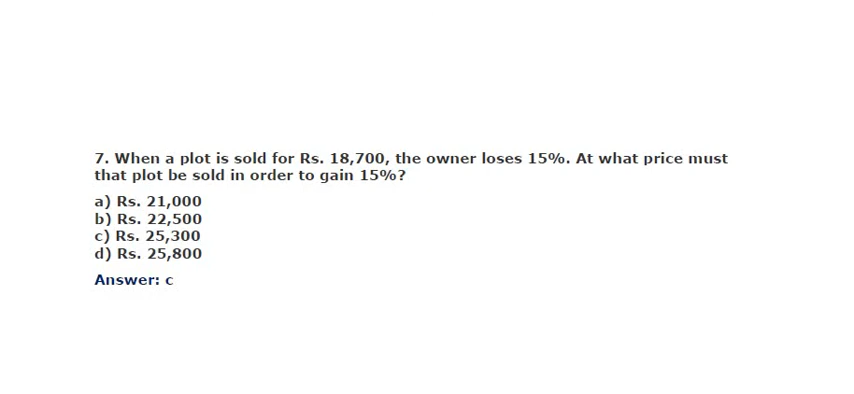 7. When a plot is sold for Rs. 18,700, the owner loses 15%. At what price must
that plot be sold in order to gain 15%?
a) Rs. 21,000
b) Rs. 22,500
c) Rs. 25,300
d) Rs. 25,800
Answer: c